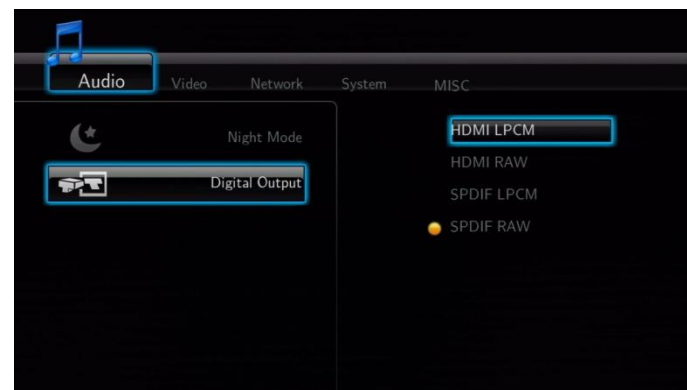 Audio Video Network System MISC
Night Mode
Digital Output
HDMI LPCM
HDMI RAW
SPDIF LPCM
SPDIF RAW